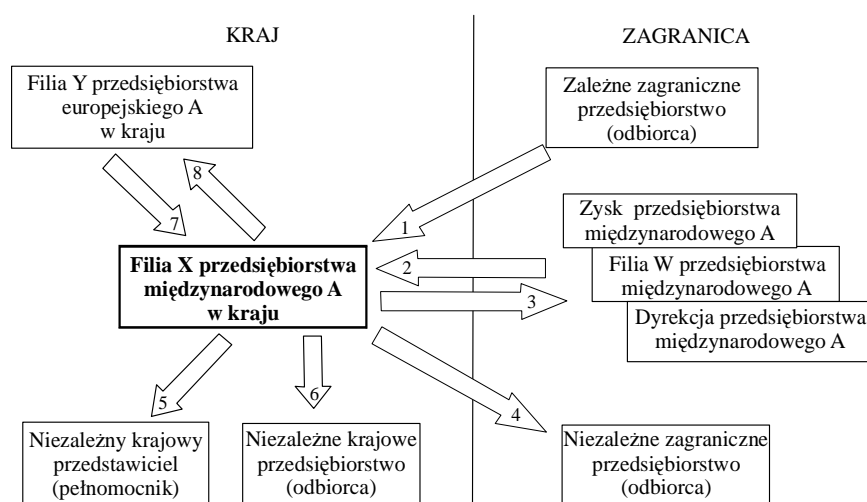 KRAJ
ZAGRANICA
Filia Y przedsiębiorstwa
europejskiego A
w kraju
Zależne zagraniczne
przedsiębiorstwo
(odbiorca)
8
7
1
Zysk przedsiębiorstwa
międzynarodowego A
Filia X przedsiębiorstwa
międzynarodowego A
w kraju
2
3
Filia W przedsiębiorstwa
międzynarodowego A
Dyrekcja przedsiębiorstwa
międzynarodowego A
5
6
4
Niezależny krajowy
przedstawiciel
(pełnomocnik)
Niezależne krajowe
przedsiębiorstwo
(odbiorca)
Niezależne zagraniczne
przedsiębiorstwo
(odbiorca)